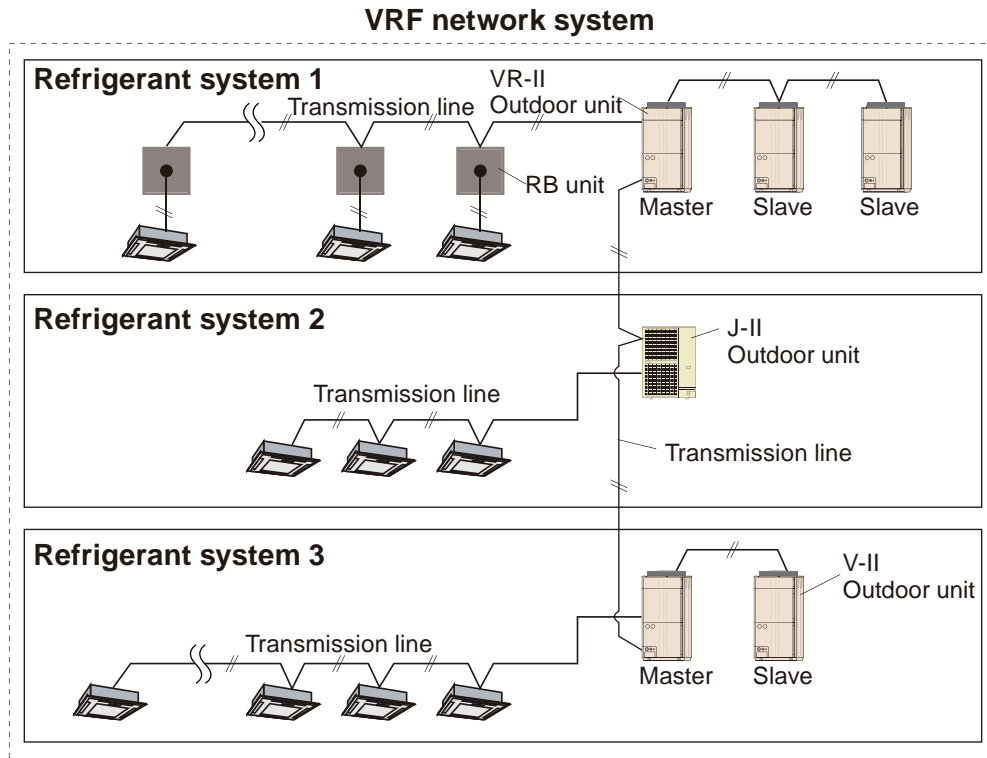 VRF network system
Refrigerant system 1
VR-II
Outdoor unit
Transmission line
RB unit
Master
Slave
Slave
Refrigerant system 2
J-II
Outdoor unit
Transmission line
Transmission line
Refrigerant system 3
V-II
Outdoor unit
Transmission line
Master
Slave